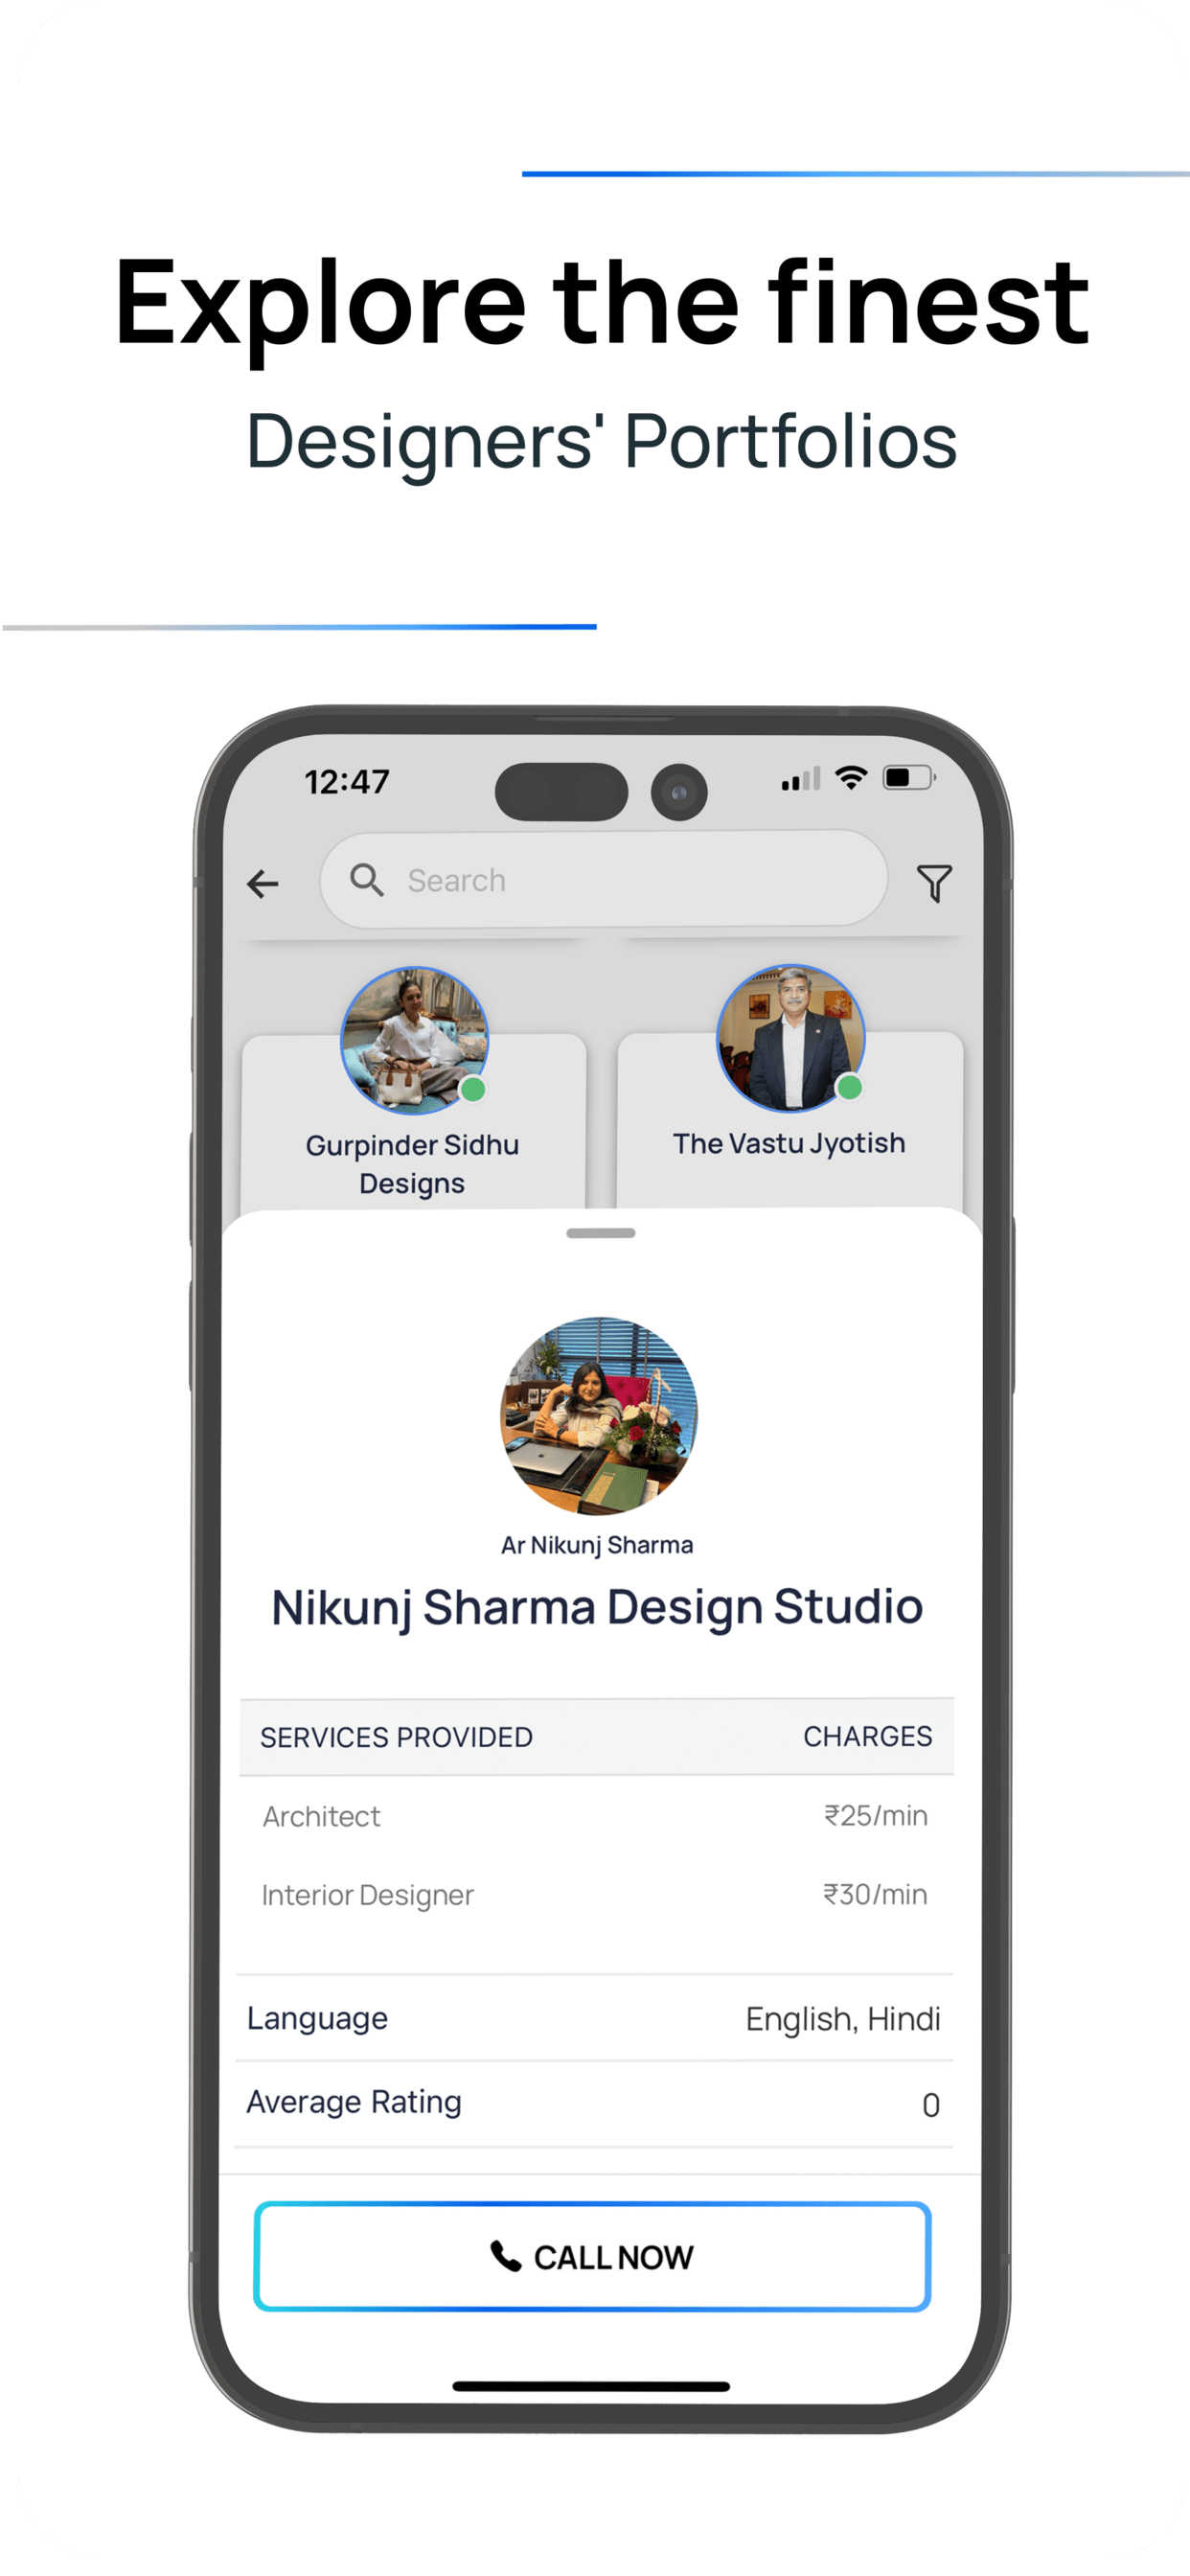 Explore the finest
Designers' Portfolios
12:47
Search
Gurpinder Sidhu
Designs
The Vastu Jyotish
Ar Nikunj Sharma
Nikunj Sharma Design Studio
SERVICES PROVIDED CHARGES
Architect ₹25/min
Interior Designer ₹30/min
Language English, Hindi
Average Rating 0
CALL NOW